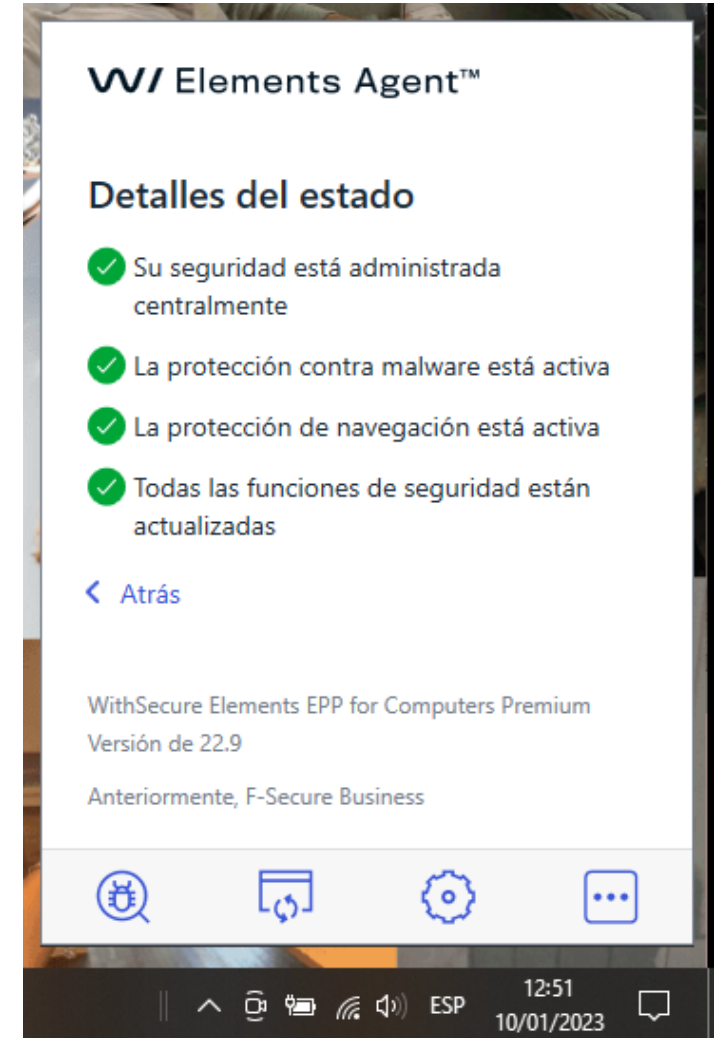 W/ Elements Agent™
Detalles del estado
Su seguridad está administrada
centralmente
La protección contra malware está activa
La protección de navegación está activa
Todas las funciones de seguridad están
actualizadas
Atrás
WithSecure Elements EPP for Computers Premium
Versión de 22.9
Anteriormente, F-Secure Business
ESP
12:51
10/01/2023